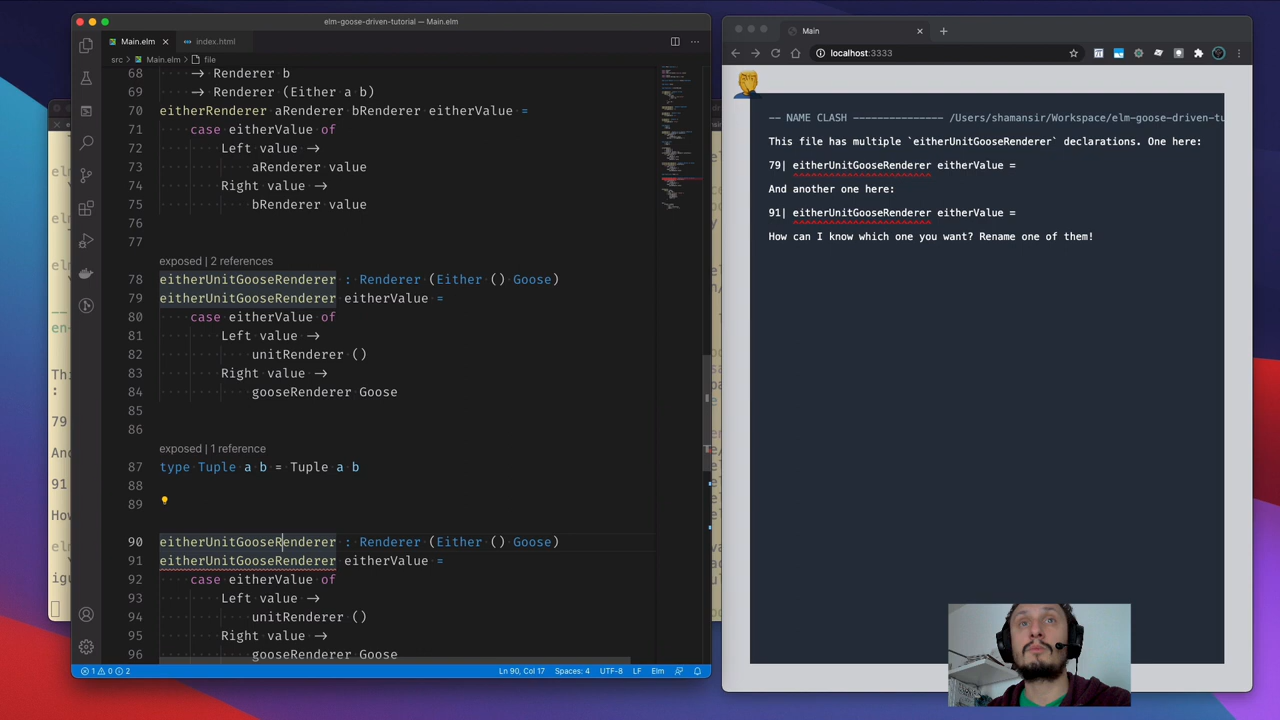 elm-goose-driven-tutorial — Main.elm
Main.elm
index.html
src > Main.elm > file
68 → Renderer b
69 → Renderer (Either a b)
70 eitherRenderer aRenderer bRenderer eitherValue =
71 case eitherValue of
72 Left value →
73 aRenderer value
74 Right value →
75 bRenderer value
76
77
exposed | 2 references
78 eitherUnitGooseRenderer : Renderer (Either () Goose)
79 eitherUnitGooseRenderer eitherValue =
80 case eitherValue of
81 Left value →
82 unitRenderer ()
83 Right value →
84 gooseRenderer Goose
85
86
exposed | 1 reference
87 type Tuple a b = Tuple a b
88
89
90 eitherUnitGooseRenderer : Renderer (Either () Goose)
91 eitherUnitGooseRenderer eitherValue =
92 case eitherValue of
93 Left value →
94 unitRenderer ()
95 Right value →
96 gooseRenderer Goose
1 0 2
Ln 90, Col 17
Spaces: 4
UTF-8
LF
Elm
Main
localhost:3333
-- NAME CLASH --------------- /Users/shamansir/Workspace/elm-goose-driven-tu
This file has multiple `eitherUnitGooseRenderer` declarations. One here:
79| eitherUnitGooseRenderer eitherValue =
And another one here:
91| eitherUnitGooseRenderer eitherValue =
How can I know which one you want? Rename one of them!